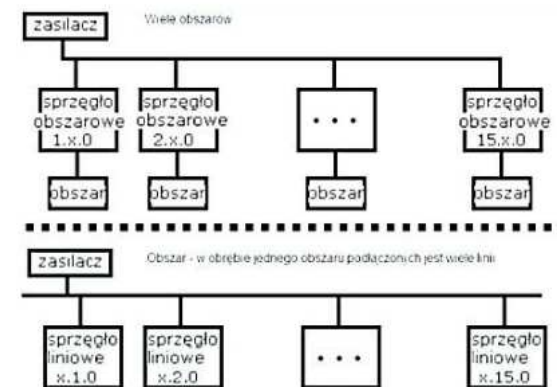 zasilacz
Wiele obszarów
sprzęgło
obszarowe
1.x.0
sprzęgło
obszarowe
2.x.0
• • •
sprzęgło
obszarowe
15.x.0
obszar
obszar
obszar
obszar
zasilacz
Obszar - w obrębie jednego obszaru podłączonych jest wiele linii
sprzęgło
liniowe
x.1.0
sprzęgło
liniowe
x.2.0
• • •
sprzęgło
liniowe
x.15.0